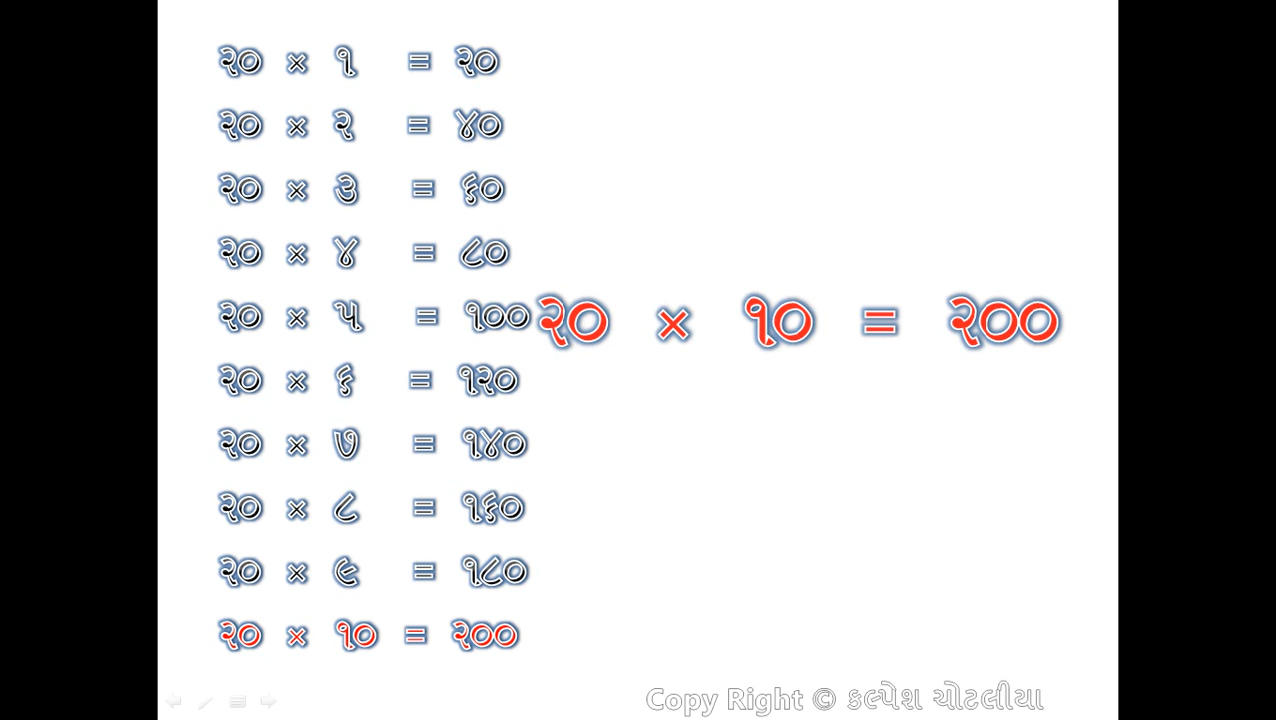 ૨૦ × ૧ = ૨૦
૨૦ × ૨ = ૪૦
૨૦ × ૩ = ૬૦
૨૦ × ૪ = ૮૦
૨૦ × ૫ = ૧૦૦
૨૦ × ૧૦ = ૨૦૦
૨૦ × ૬ = ૧૨૦
૨૦ × ૭ = ૧૪૦
૨૦ × ૮ = ૧૬૦
૨૦ × ૯ = ૧૮૦
૨૦ × ૧૦ = ૨૦૦
Copy Right © કલ્પેશ ચોટલીયા